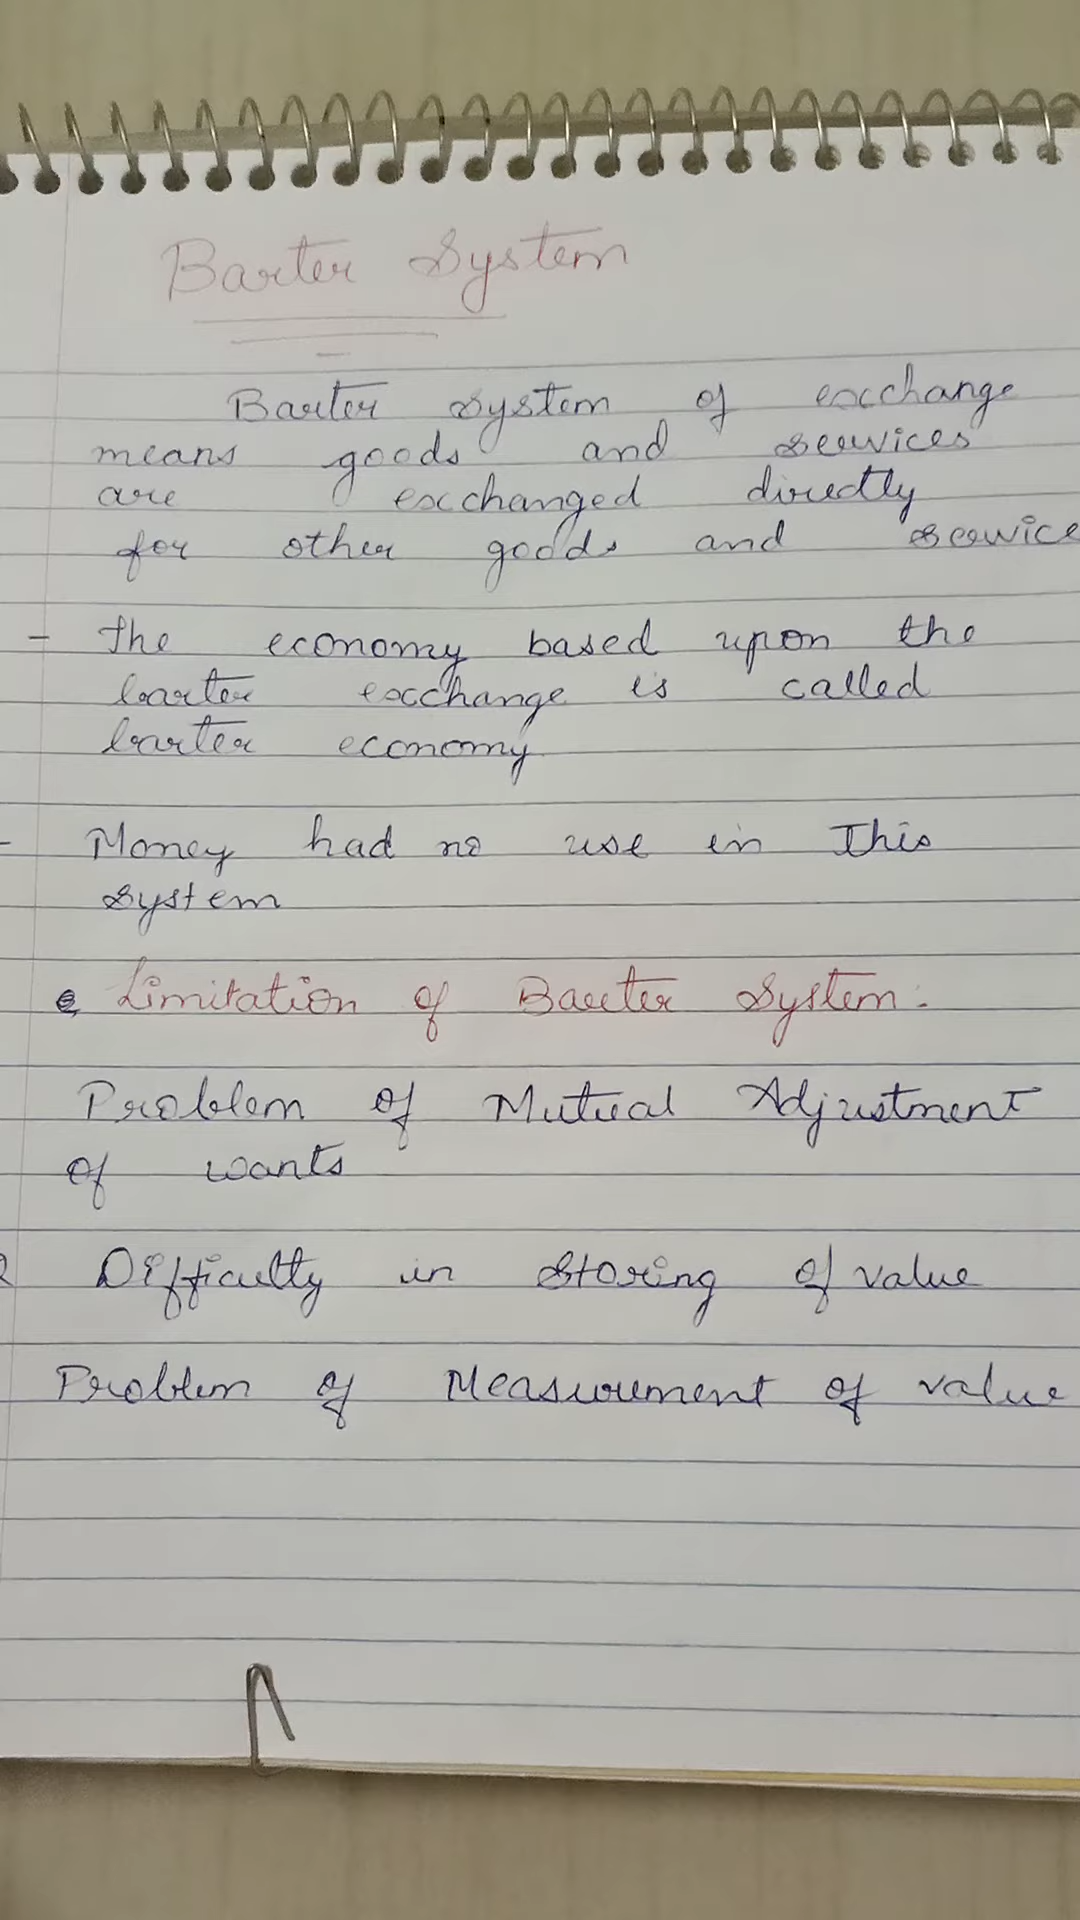 Barter System
Barter system of exchange
means goods and services
are exchanged directly
for other goods and service
- The economy based upon the
barter exchange is called
barter economy
- Money had no use in This
system
Limitation of Barter System:
Problem of Mutual Adjustment
of wants
2 Difficulty in Storing of value
Problem of Measurement of value